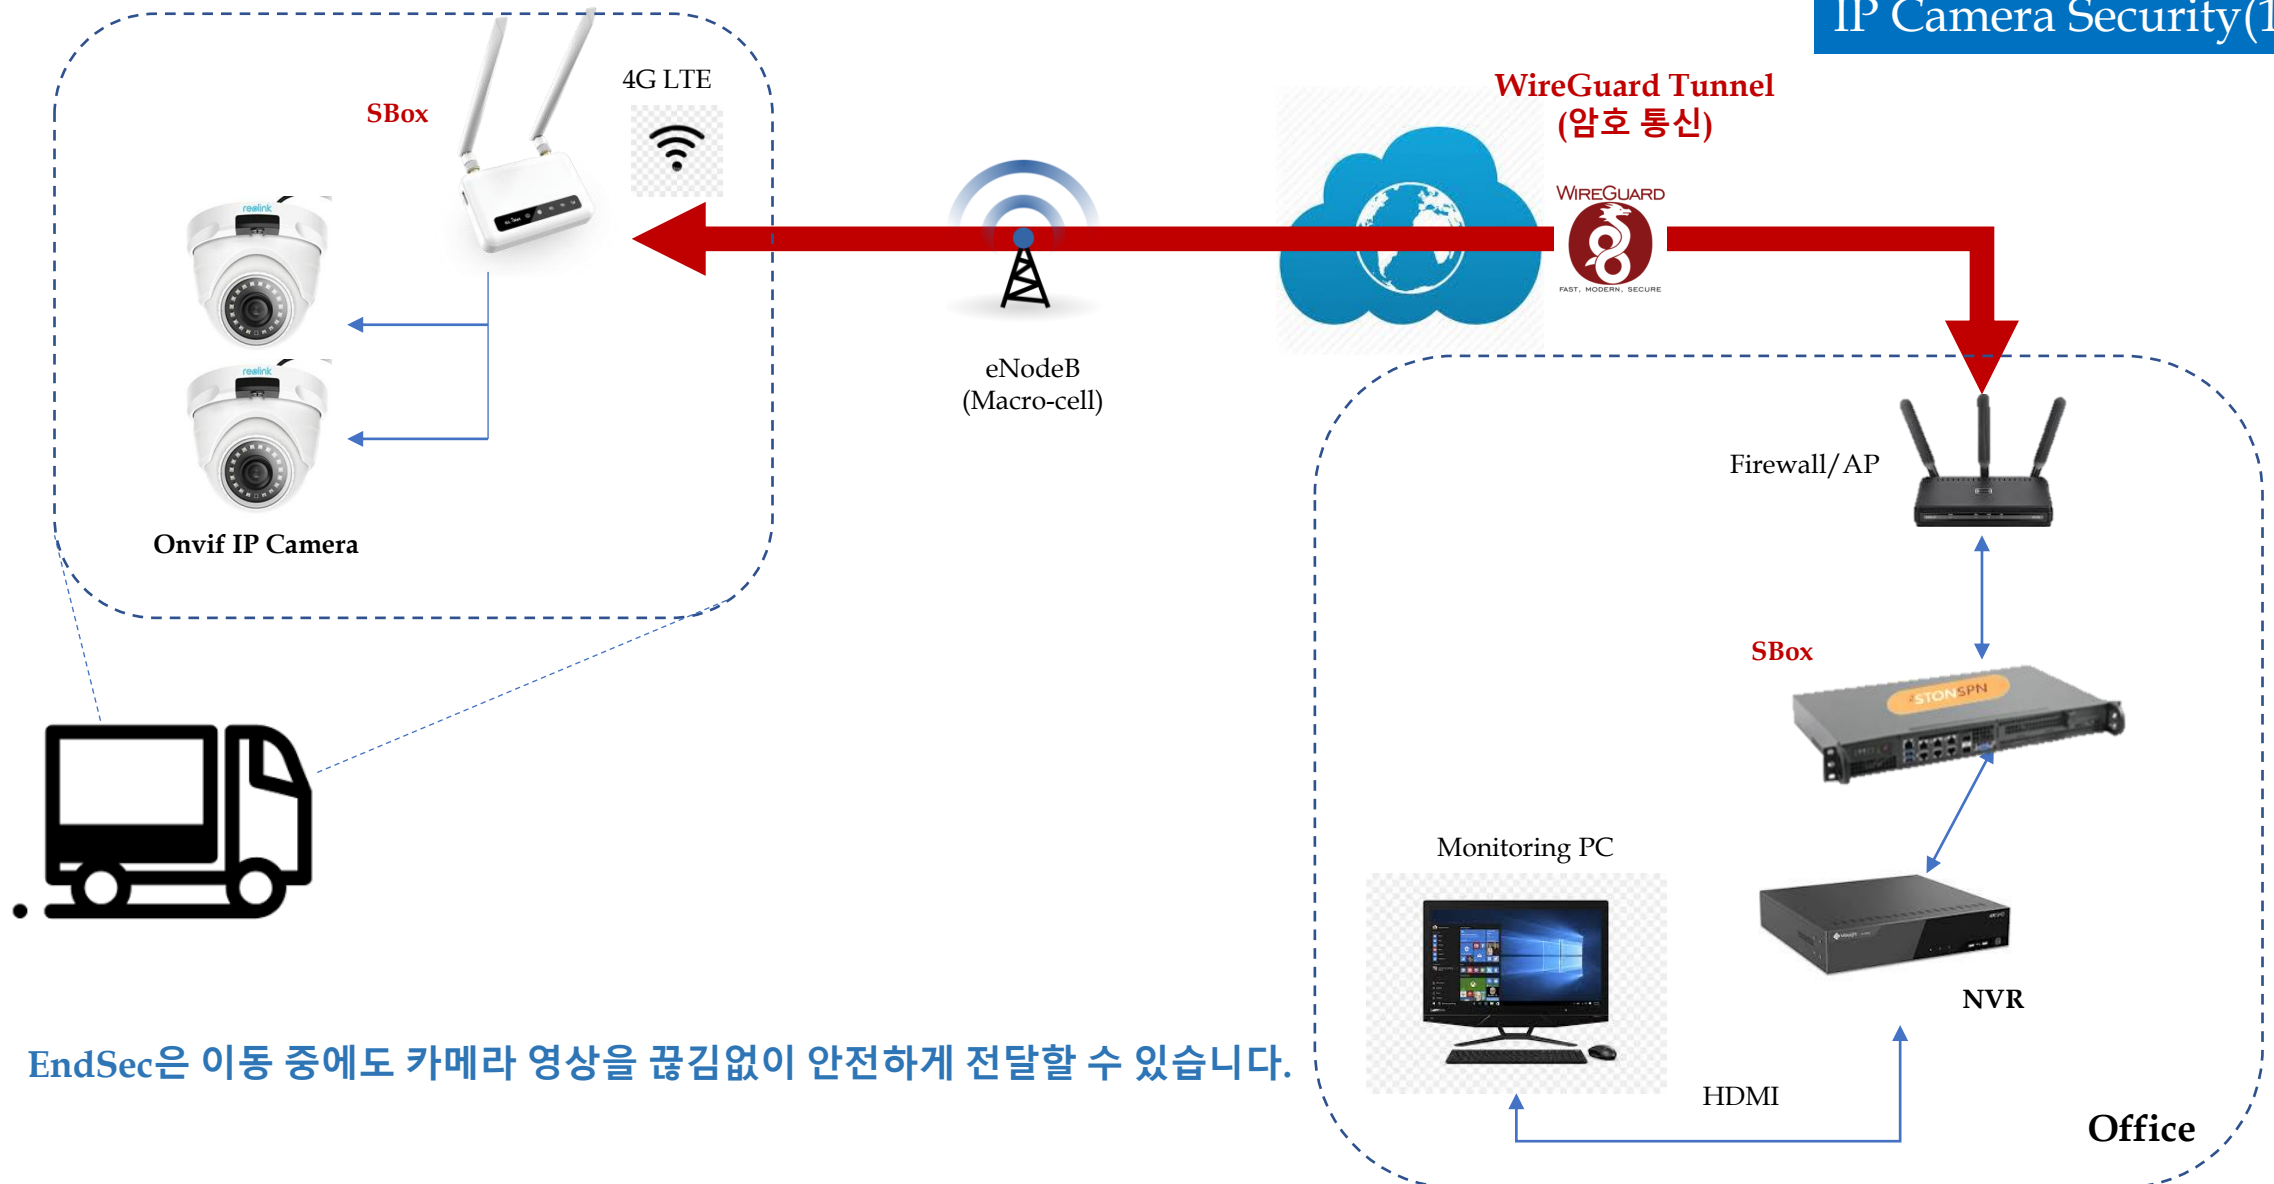 IP Camera Security(1
4G LTE
SBox
WireGuard Tunnel
(암호 통신)
WIREGUARD
FAST, MODERN, SECURE
reolink
reolink
eNodeB
(Macro-cell)
Onvif IP Camera
Firewall/AP
SBox
STONSPN
Monitoring PC
NVR
EndSec은 이동 중에도 카메라 영상을 끊김없이 안전하게 전달할 수 있습니다.
HDMI
Office